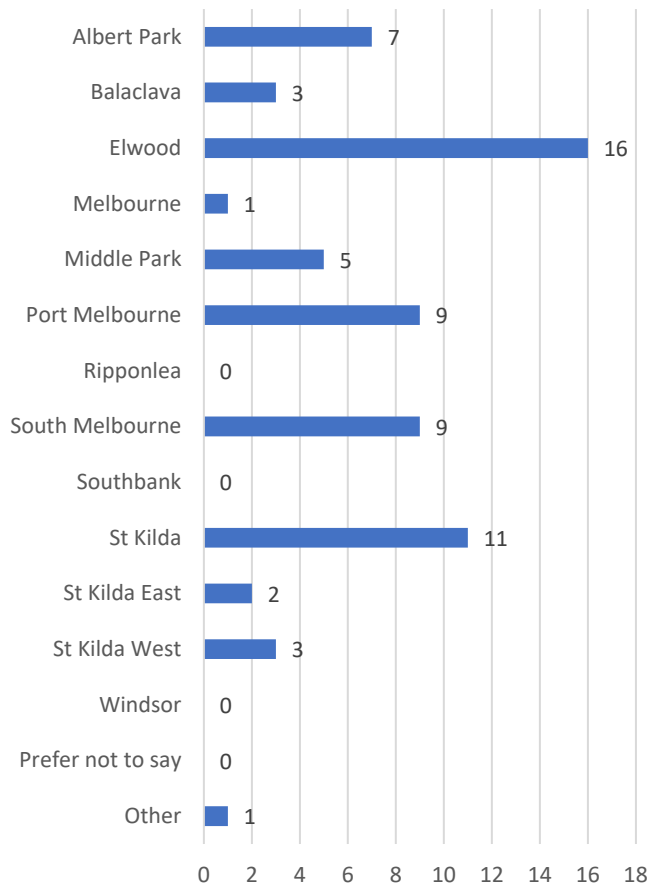 Albert Park 7
Balaclava 3
Elwood 16
Melbourne 1
Middle Park 5
Port Melbourne 9
Ripponlea 0
South Melbourne 9
Southbank 0
St Kilda 11
St Kilda East 2
St Kilda West 3
Windsor 0
Prefer not to say 0
Other 1
0 2 4 6 8 10 12 14 16 18